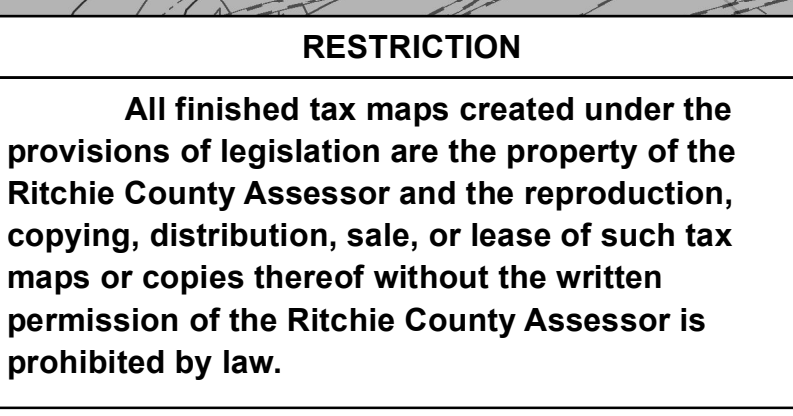 RESTRICTION
All finished tax maps created under the
provisions of legislation are the property of the
Ritchie County Assessor and the reproduction,
copying, distribution, sale, or lease of such tax
maps or copies thereof without the written
permission of the Ritchie County Assessor is
prohibited by law.